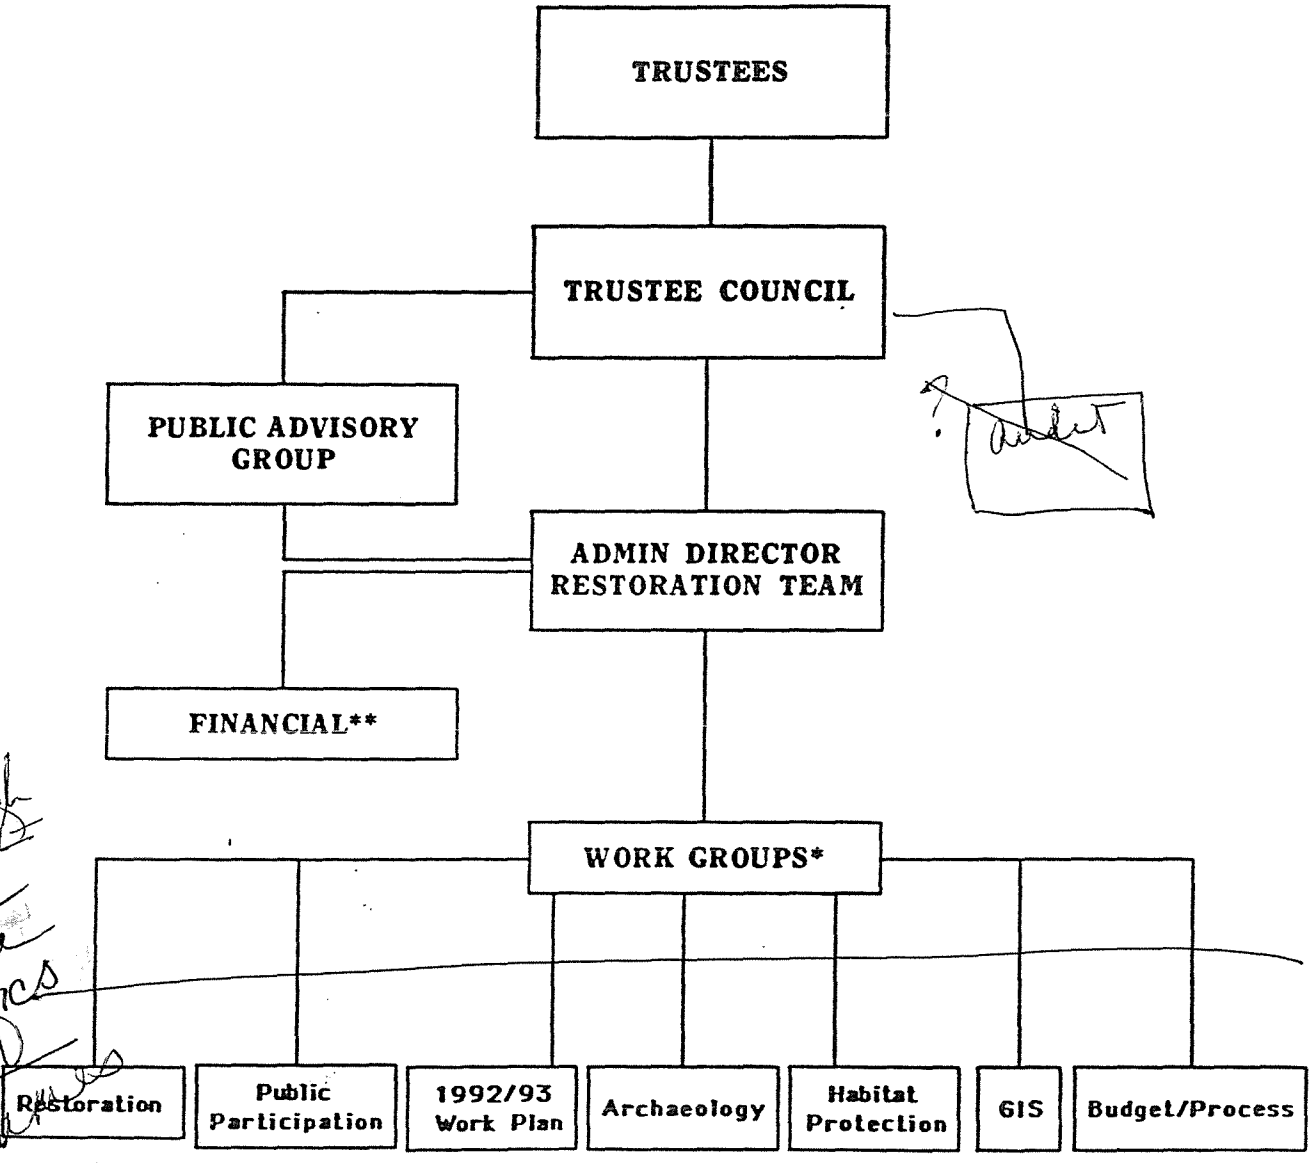 TRUSTEES
TRUSTEE COUNCIL
PUBLIC ADVISORY
GROUP
?
audit
ADMIN DIRECTOR
RESTORATION TEAM
FINANCIAL**
WORK GROUPS*
Restoration
Public
Participation
1992/93
Work Plan
Archaeology
Habitat
Protection
GIS
Budget/Process